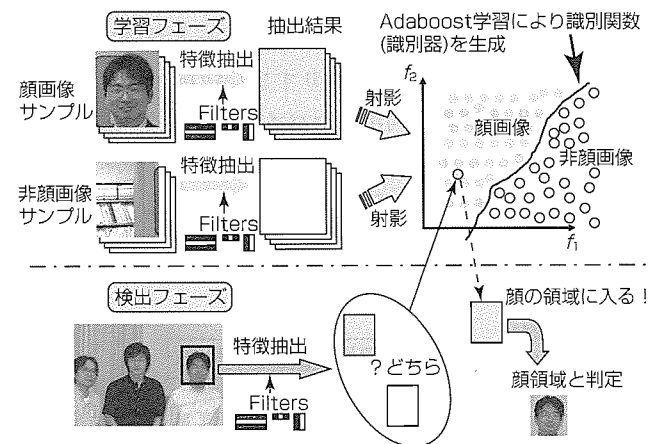 学習フェーズ
抽出結果
Adaboost学習により識別関数
(識別器)を生成
顔画像
サンプル
特徴抽出
Filters
射影
f2
顔画像
非顔画像
f1
非顔画像
サンプル
特徴抽出
Filters
射影
検出フェーズ
特徴抽出
Filters
?どちら
顔の領域に入る!
顔領域と判定